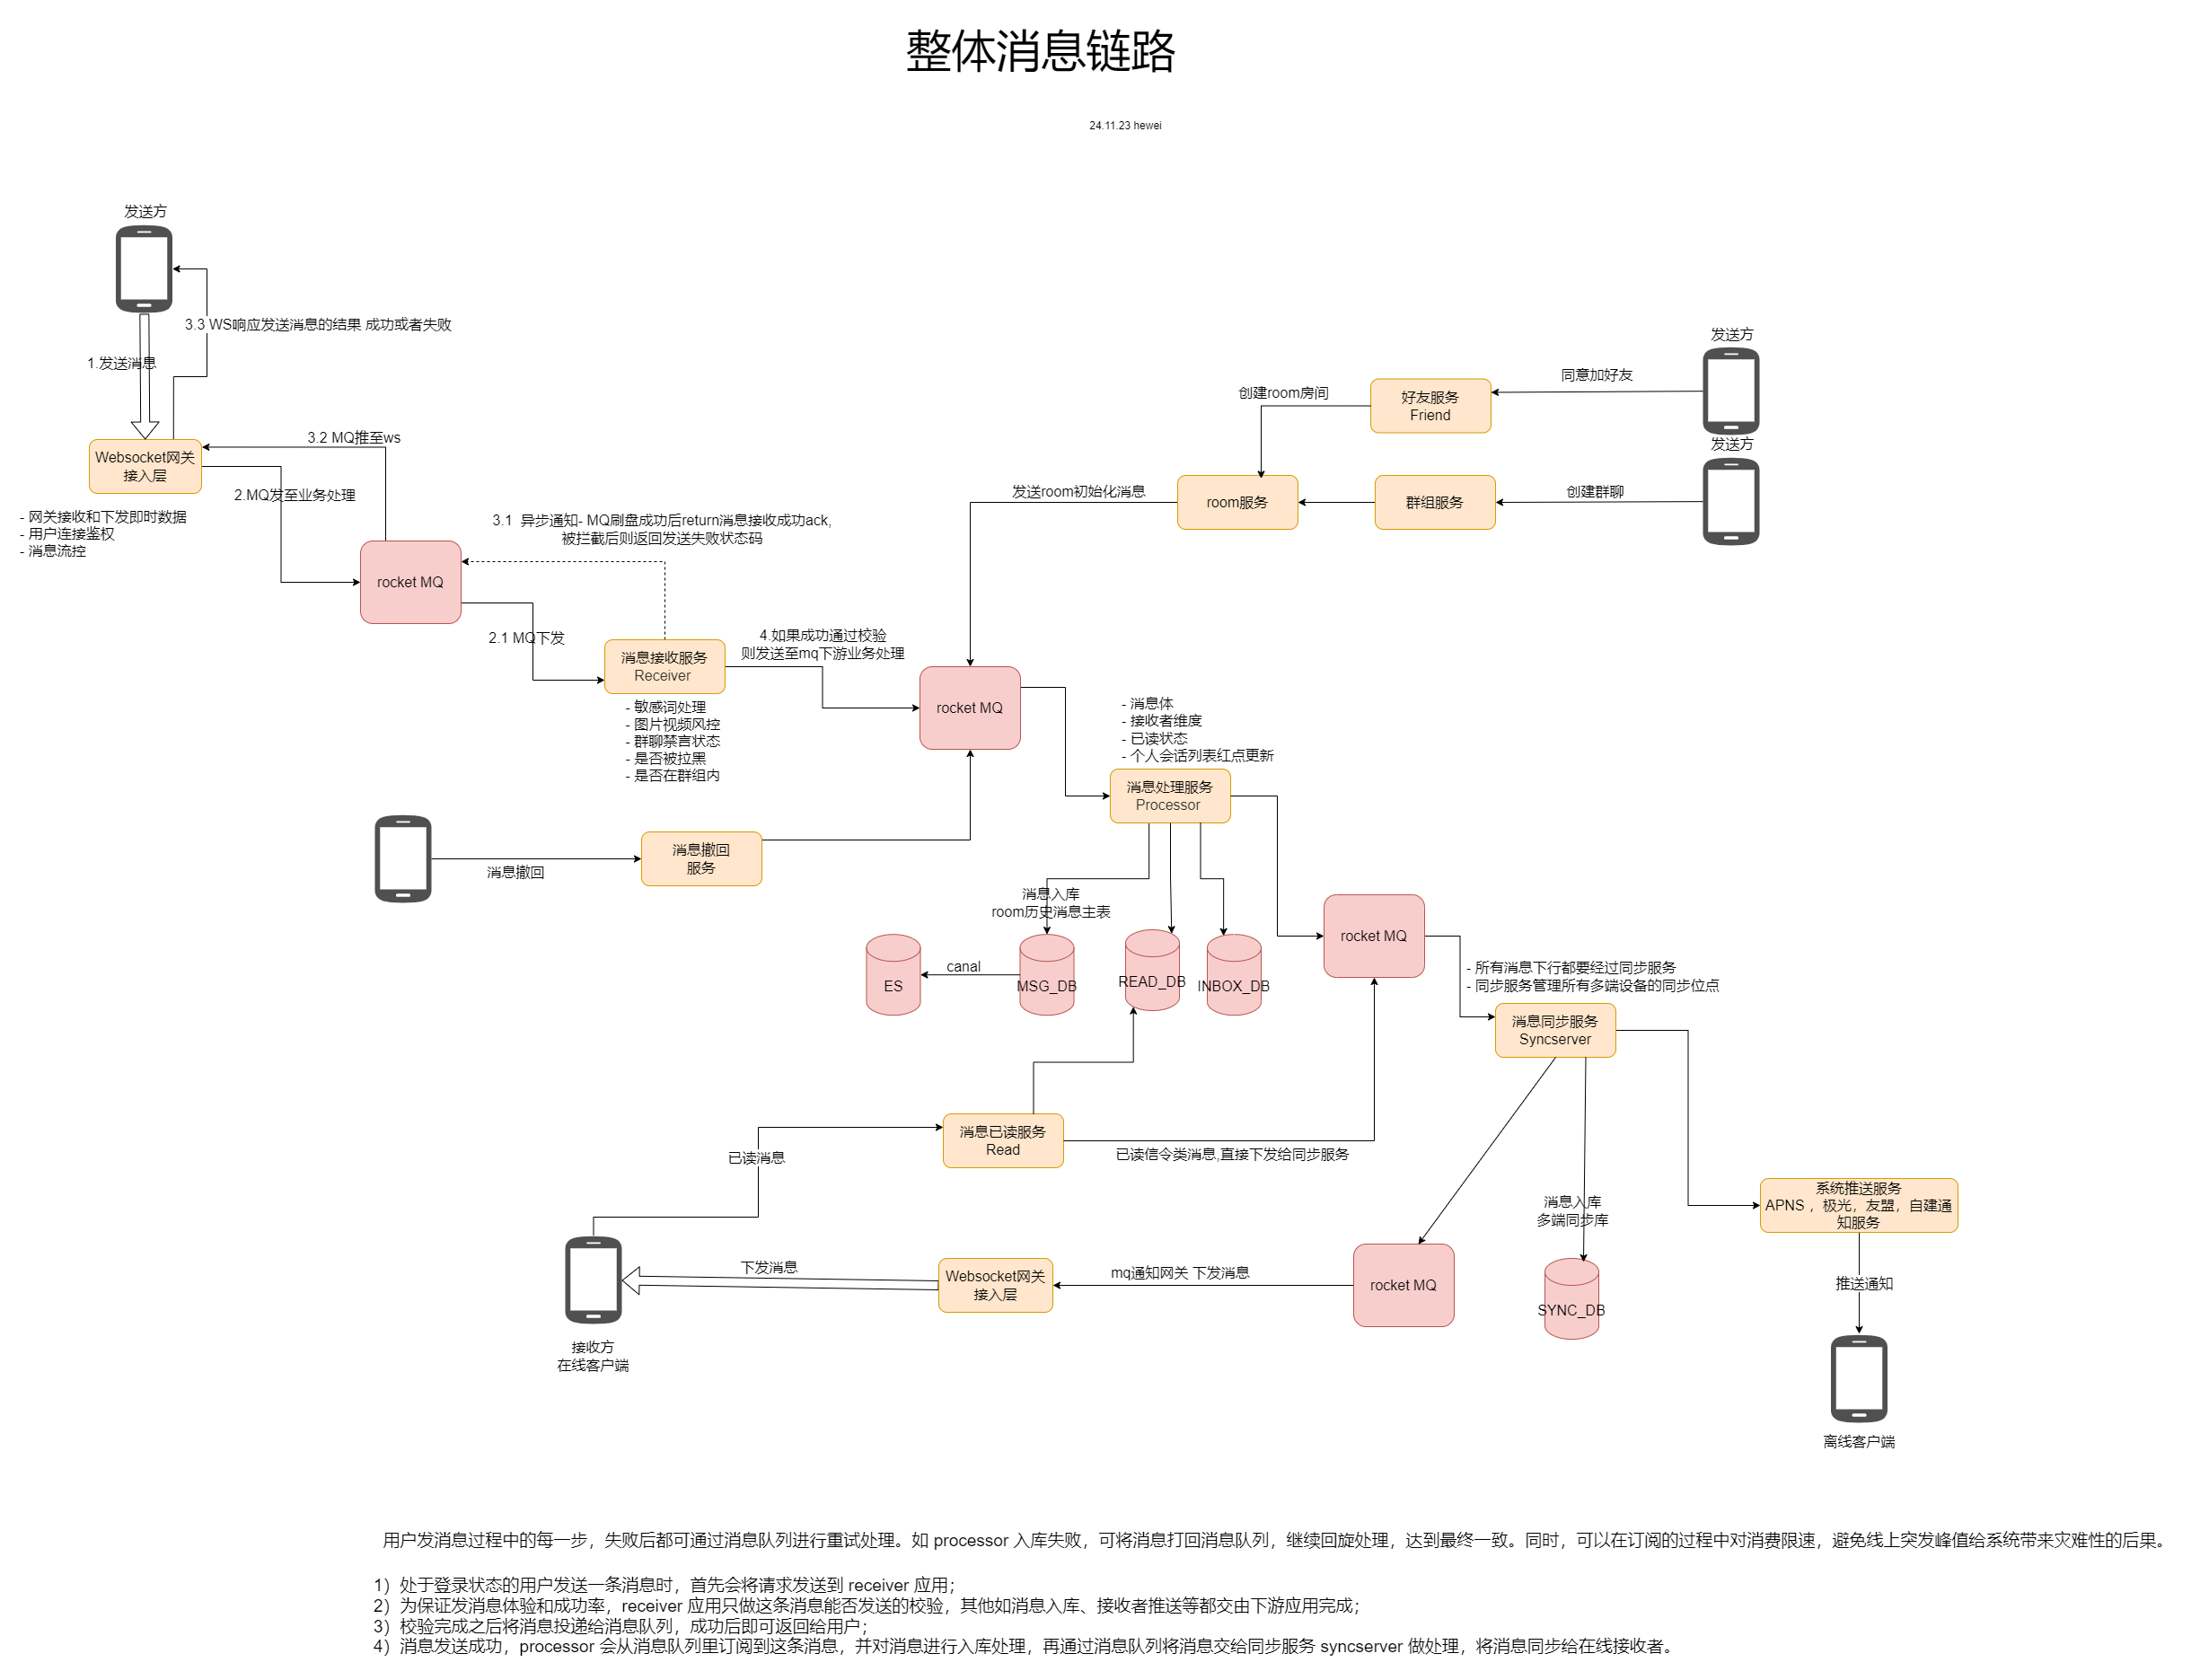 整体消息链路
24.11.23 hewei
发送方
3.3 WS响应发送消息的结果 成功或者失败
1.发送消息
Websocket网关
接入层
3.2 MQ推至ws
2.MQ发至业务处理
- 网关接收和下发即时数据
- 用户连接鉴权
- 消息流控
rocket MQ
3.1 异步通知- MQ刷盘成功后return消息接收成功ack,
被拦截后则返回发送失败状态码
2.1 MQ下发
消息接收服务
Receiver
- 敏感词处理
- 图片视频风控
- 群聊禁言状态
- 是否被拉黑
- 是否在群组内
4.如果成功通过校验
则发送至mq下游业务处理
发送方
同意加好友
好友服务
Friend
创建room房间
发送方
创建群聊
群组服务
room服务
发送room初始化消息
rocket MQ
- 消息体
- 接收者维度
- 已读状态
- 个人会话列表红点更新
消息处理服务
Processor
消息撤回
消息撤回
服务
消息入库
room历史消息主表
ES
canal
MSG_DB
READ_DB
INBOX_DB
rocket MQ
- 所有消息下行都要经过同步服务
- 同步服务管理所有多端设备的同步位点
消息同步服务
Syncserver
消息已读服务
Read
已读消息
已读信令类消息,直接下发给同步服务
消息入库
多端同步库
SYNC_DB
系统推送服务
APNS ，极光，友盟，自建通
知服务
推送通知
离线客户端
rocket MQ
mq通知网关 下发消息
Websocket网关
接入层
下发消息
接收方
在线客户端
用户发消息过程中的每一步，失败后都可通过消息队列进行重试处理。如 processor 入库失败，可将消息打回消息队列，继续回旋处理，达到最终一致。同时，可以在订阅的过程中对消费限速，避免线上突发峰值给系统带来灾难性的后果。
1）处于登录状态的用户发送一条消息时，首先会将请求发送到 receiver 应用；
2）为保证发消息体验和成功率，receiver 应用只做这条消息能否发送的校验，其他如消息入库、接收者推送等都交由下游应用完成；
3）校验完成之后将消息投递给消息队列，成功后即可返回给用户；
4）消息发送成功，processor 会从消息队列里订阅到这条消息，并对消息进行入库处理，再通过消息队列将消息交给同步服务 syncserver 做处理，将消息同步给在线接收者。